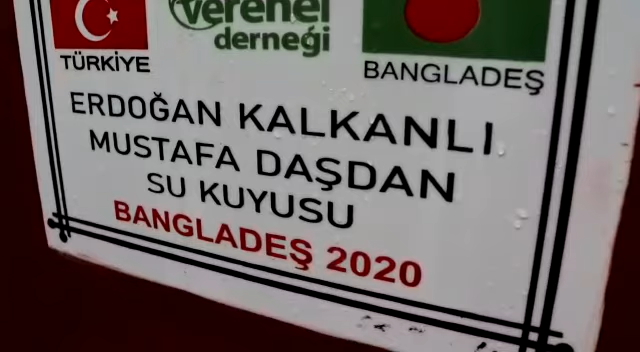 verenel
derneği
TÜRKİYE
BANGLADEŞ
ERDOĞAN KALKANLI
MUSTAFA DAŞDAN
SU KUYUSU
BANGLADEŞ 2020